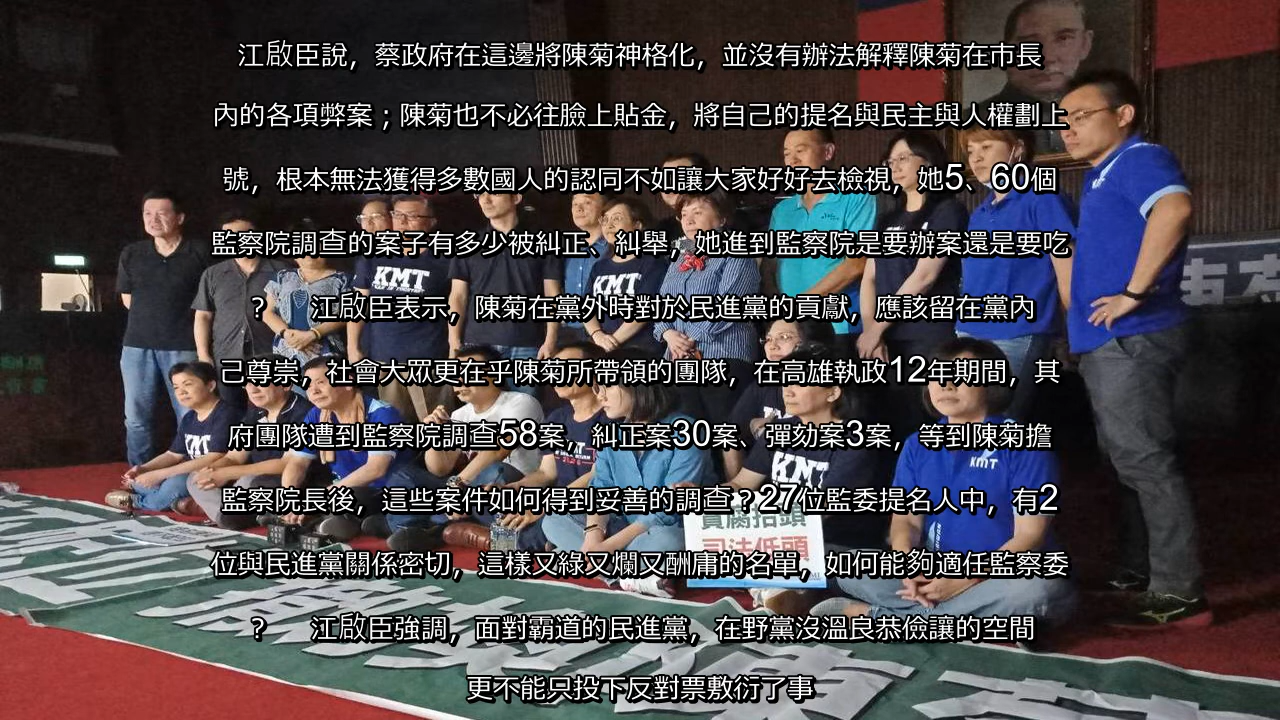 江啟臣說，蔡政府在這邊將陳菊神格化，並沒有辦法解釋陳菊在市長
內的各項弊案；陳菊也不必往臉上貼金，將自己的提名與民主與人權劃上
號，根本無法獲得多數國人的認同不如讓大家好好去檢視，她5、60個
監察院調查的案子有多少被糾正、糾舉，她進到監察院是要辦案還是要吃
？ 江啟臣表示，陳菊在黨外時對於民進黨的貢獻，應該留在黨內
己尊崇，社會大眾更在乎陳菊所帶領的團隊，在高雄執政12年期間，其
府團隊遭到監察院調查58案，糾正案30案、彈劾案3案，等到陳菊擔
監察院長後，這些案件如何得到妥善的調查？27位監委提名人中，有2
位與民進黨關係密切，這樣又綠又爛又酬庸的名單，如何能夠適任監察委
？ 江啟臣強調，面對霸道的民進黨，在野黨沒溫良恭儉讓的空間
更不能只投下反對票敷衍了事
KMT
KMT
KMT
KMT
KMT
貪腐抬頭
司法低頭